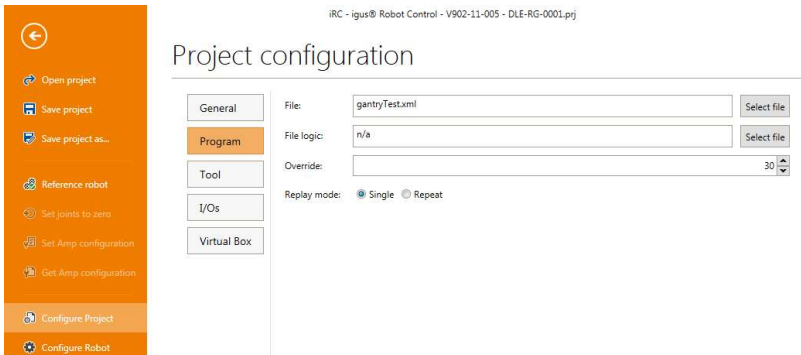 iRC - igus® Robot Control - V902-11-005 - DLE-RG-0001.prj
Project configuration
Open project
Save project
Save project as...
Reference robot
Set joints to zero
Set Amp configuration
Get Amp configuration
Configure Project
Configure Robot
General
Program
Tool
I/Os
Virtual Box
File: gantryTest.xml Select file
File logic: n/a Select file
Override: 30
Replay mode: Single Repeat